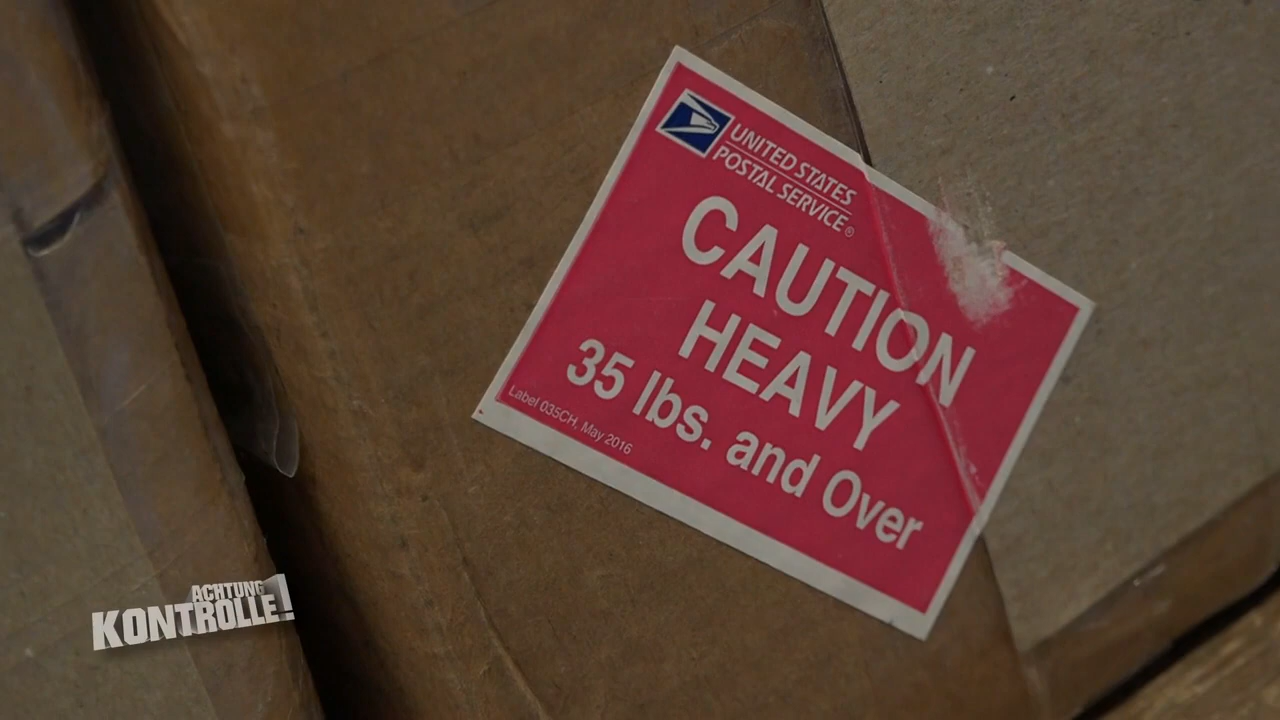 UNITED STATES
POSTAL SERVICE®
CAUTION
HEAVY
35 lbs. and Over
Label 035CH, May 2016
ACHTUNG
KONTROLLE!